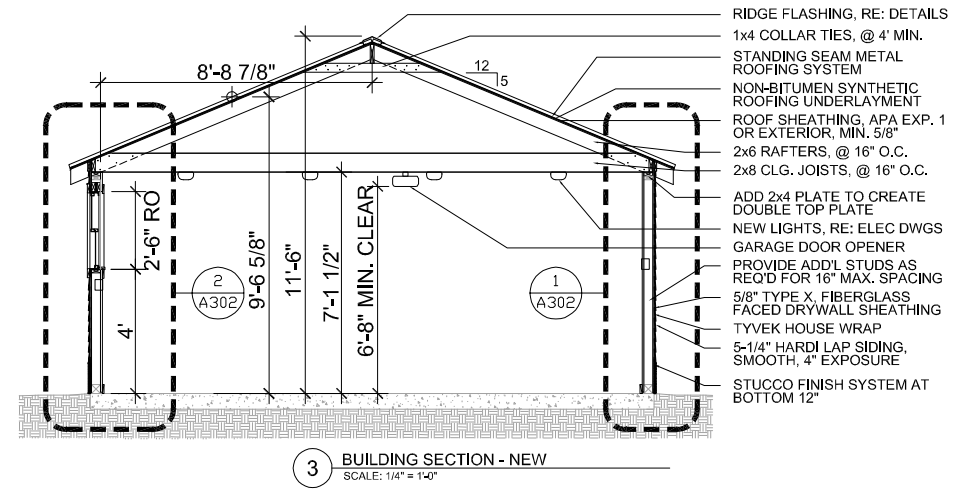 RIDGE FLASHING, RE: DETAILS
1x4 COLLAR TIES, @ 4' MIN.
STANDING SEAM METAL
ROOFING SYSTEM
NON-BITUMEN SYNTHETIC
ROOFING UNDERLAYMENT
ROOF SHEATHING, APA EXP. 1
OR EXTERIOR, MIN. 5/8"
2x6 RAFTERS, @ 16" O.C.
2x8 CLG. JOISTS, @ 16" O.C.
ADD 2x4 PLATE TO CREATE
DOUBLE TOP PLATE
NEW LIGHTS, RE: ELEC DWGS
GARAGE DOOR OPENER
PROVIDE ADD'L STUDS AS
REQ'D FOR 16" MAX. SPACING
5/8" TYPE X, FIBERGLASS
FACED DRYWALL SHEATHING
TYVEK HOUSE WRAP
5-1/4" HARDI LAP SIDING,
SMOOTH, 4" EXPOSURE
STUCCO FINISH SYSTEM AT
BOTTOM 12"
8'-8 7/8"
12
5
2'-6" RO
4'
2
A302
9'-6 5/8"
11'-6"
7'-1 1/2"
6'-8" MIN. CLEAR
1
A302
3
BUILDING SECTION - NEW
SCALE: 1/4" = 1'-0"